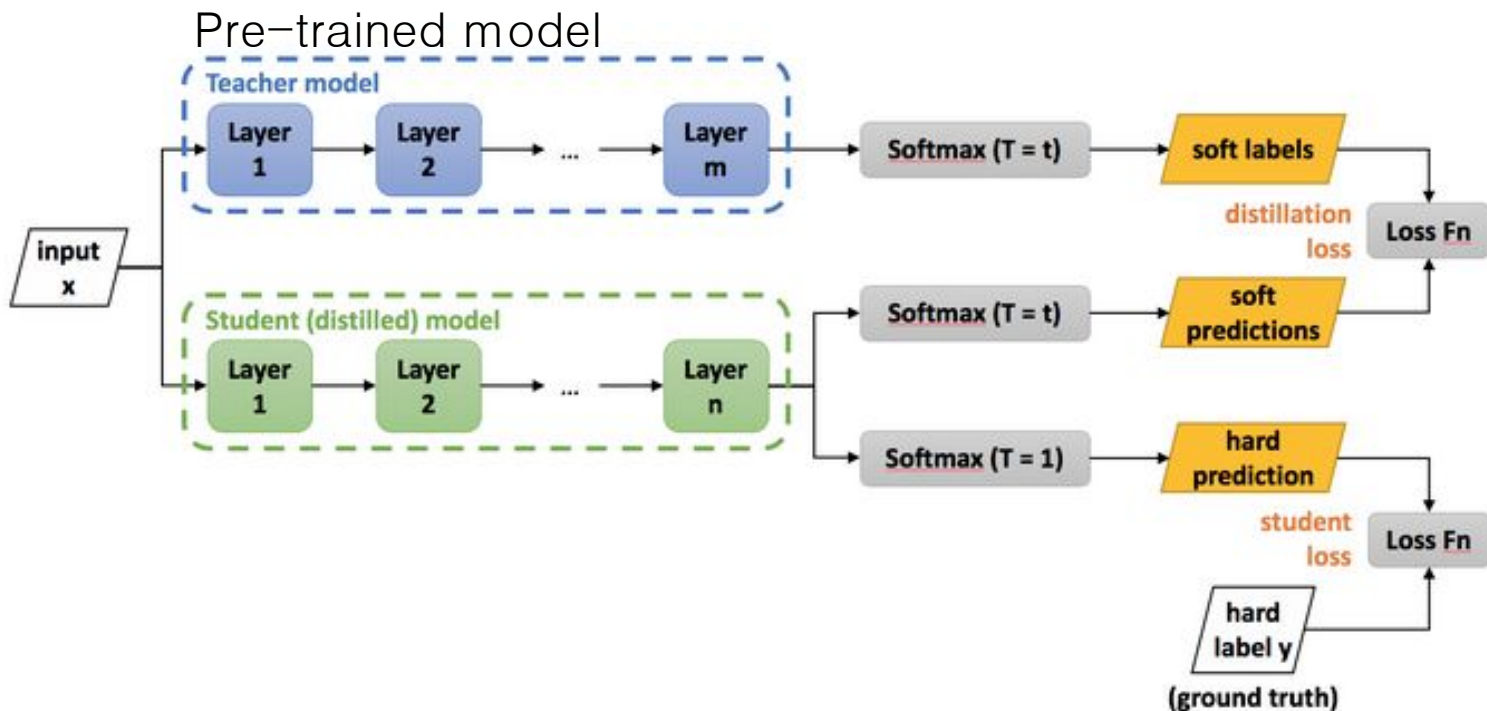 Pre-trained model
Teacher model
Layer
1
Layer
2
...
Layer
m
Softmax (T = t)
soft labels
distillation
loss
Loss Fn
input
x
Student (distilled) model
Layer
1
Layer
2
...
Layer
n
Softmax (T = t)
soft
predictions
Softmax (T = 1)
hard
prediction
student
loss
Loss Fn
hard
label y
(ground truth)